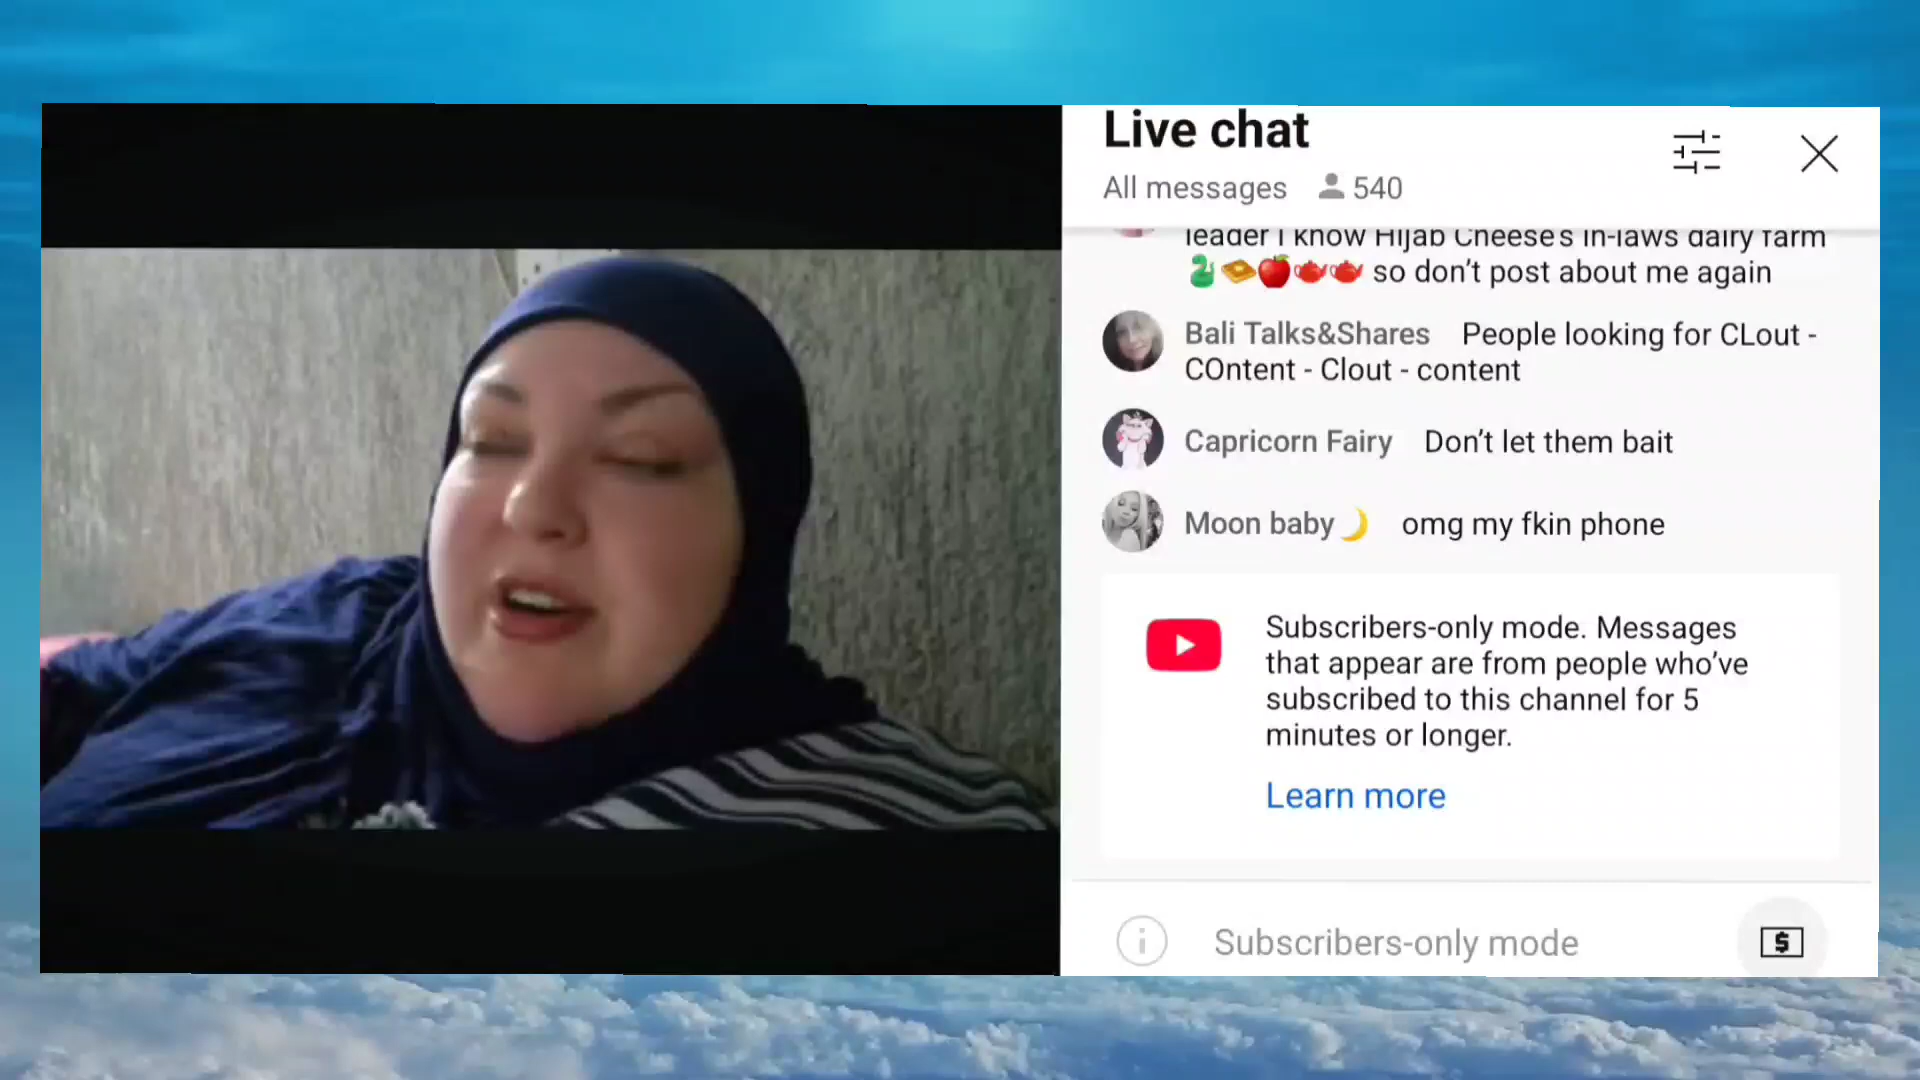 Live chat
All messages 540
leader I know Hijab Cheese's in-laws dairy farm
🐍🧇🍎🫖🫖 so don't post about me again
Bali Talks&Shares People looking for CLout -
COntent - Clout - content
Capricorn Fairy Don't let them bait
Moon baby🌙 omg my fkin phone
Subscribers-only mode. Messages
that appear are from people who've
subscribed to this channel for 5
minutes or longer.
Learn more
Subscribers-only mode